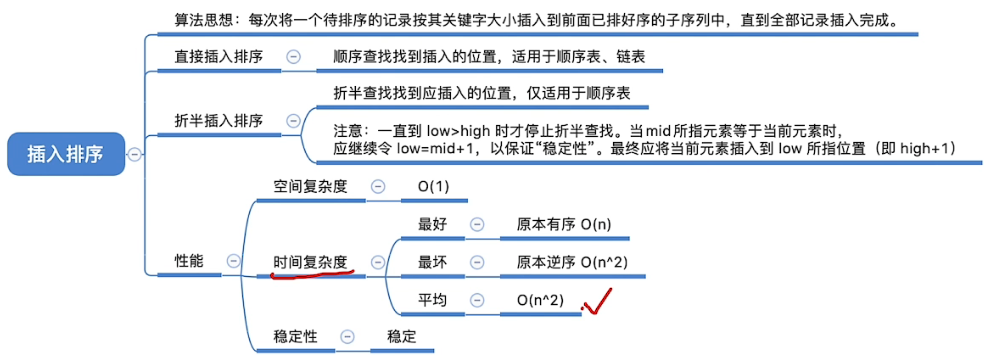 算法思想：每次将一个待排序的记录按其关键字大小插入到前面已排好序的子序列中，直到全部记录插入完成。
直接插入排序
顺序查找找到插入的位置，适用于顺序表、链表
折半查找找到应插入的位置，仅适用于顺序表
折半插入排序
注意：一直到 low>high 时才停止折半查找。当mid所指元素等于当前元素时，
应继续令 low=mid+1，以保证“稳定性”。最终应将当前元素插入到 low 所指位置（即 high+1）
插入排序
空间复杂度
O(1)
最好
原本有序 O(n)
性能
时间复杂度
最坏
原本逆序 O(n^2)
平均
O(n^2)
稳定性
稳定